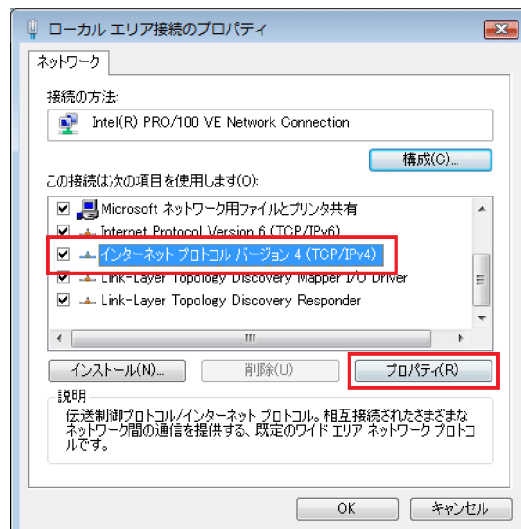 ローカル エリア接続のプロパティ
ネットワーク
接続の方法:
Intel(R) PRO/100 VE Network Connection
構成(C)...
この接続は次の項目を使用します(O):
Microsoft ネットワーク用ファイルとプリンタ共有
Internet Protocol Version 6 (TCP/IPv6)
インターネット プロトコル バージョン 4 (TCP/IPv4)
Link-Layer Topology Discovery Mapper I/O Driver
Link-Layer Topology Discovery Responder
インストール(N)...
削除(U)
プロパティ(R)
説明
伝送制御プロトコル/インターネット プロトコル。相互接続されたさまざまな
ネットワーク間の通信を提供する、既定のワイド エリア ネットワーク プロトコ
ルです。
OK
キャンセル